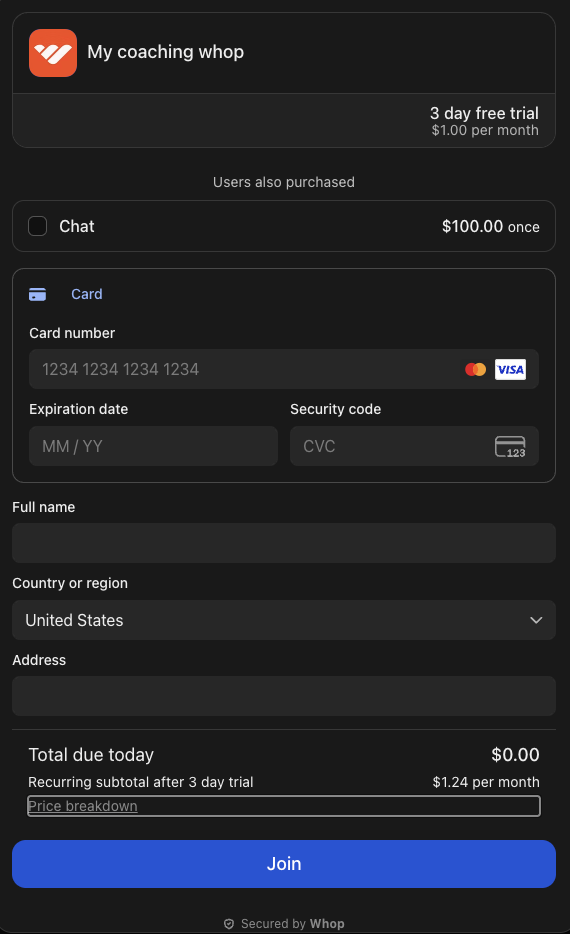 My coaching whop
3 day free trial
$1.00 per month
Users also purchased
Chat $100.00 once
Card
Card number
1234 1234 1234 1234 VISA
Expiration date Security code
MM / YY CVC 123
Full name
Country or region
United States
Address
Total due today $0.00
Recurring subtotal after 3 day trial $1.24 per month
Price breakdown
Join
Secured by Whop